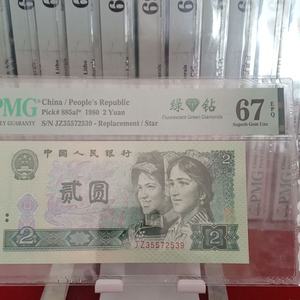 PMG
China / People's Republic
Pick# 885af* 1980 2 Yuan
S/N JZ35572539 - Replacement / Star
绿钻
Fluorescent Green Diamonds
67 EPQ
Superb Gem Unc
中国人民银行
贰圆
2
JZ35572539
2
2